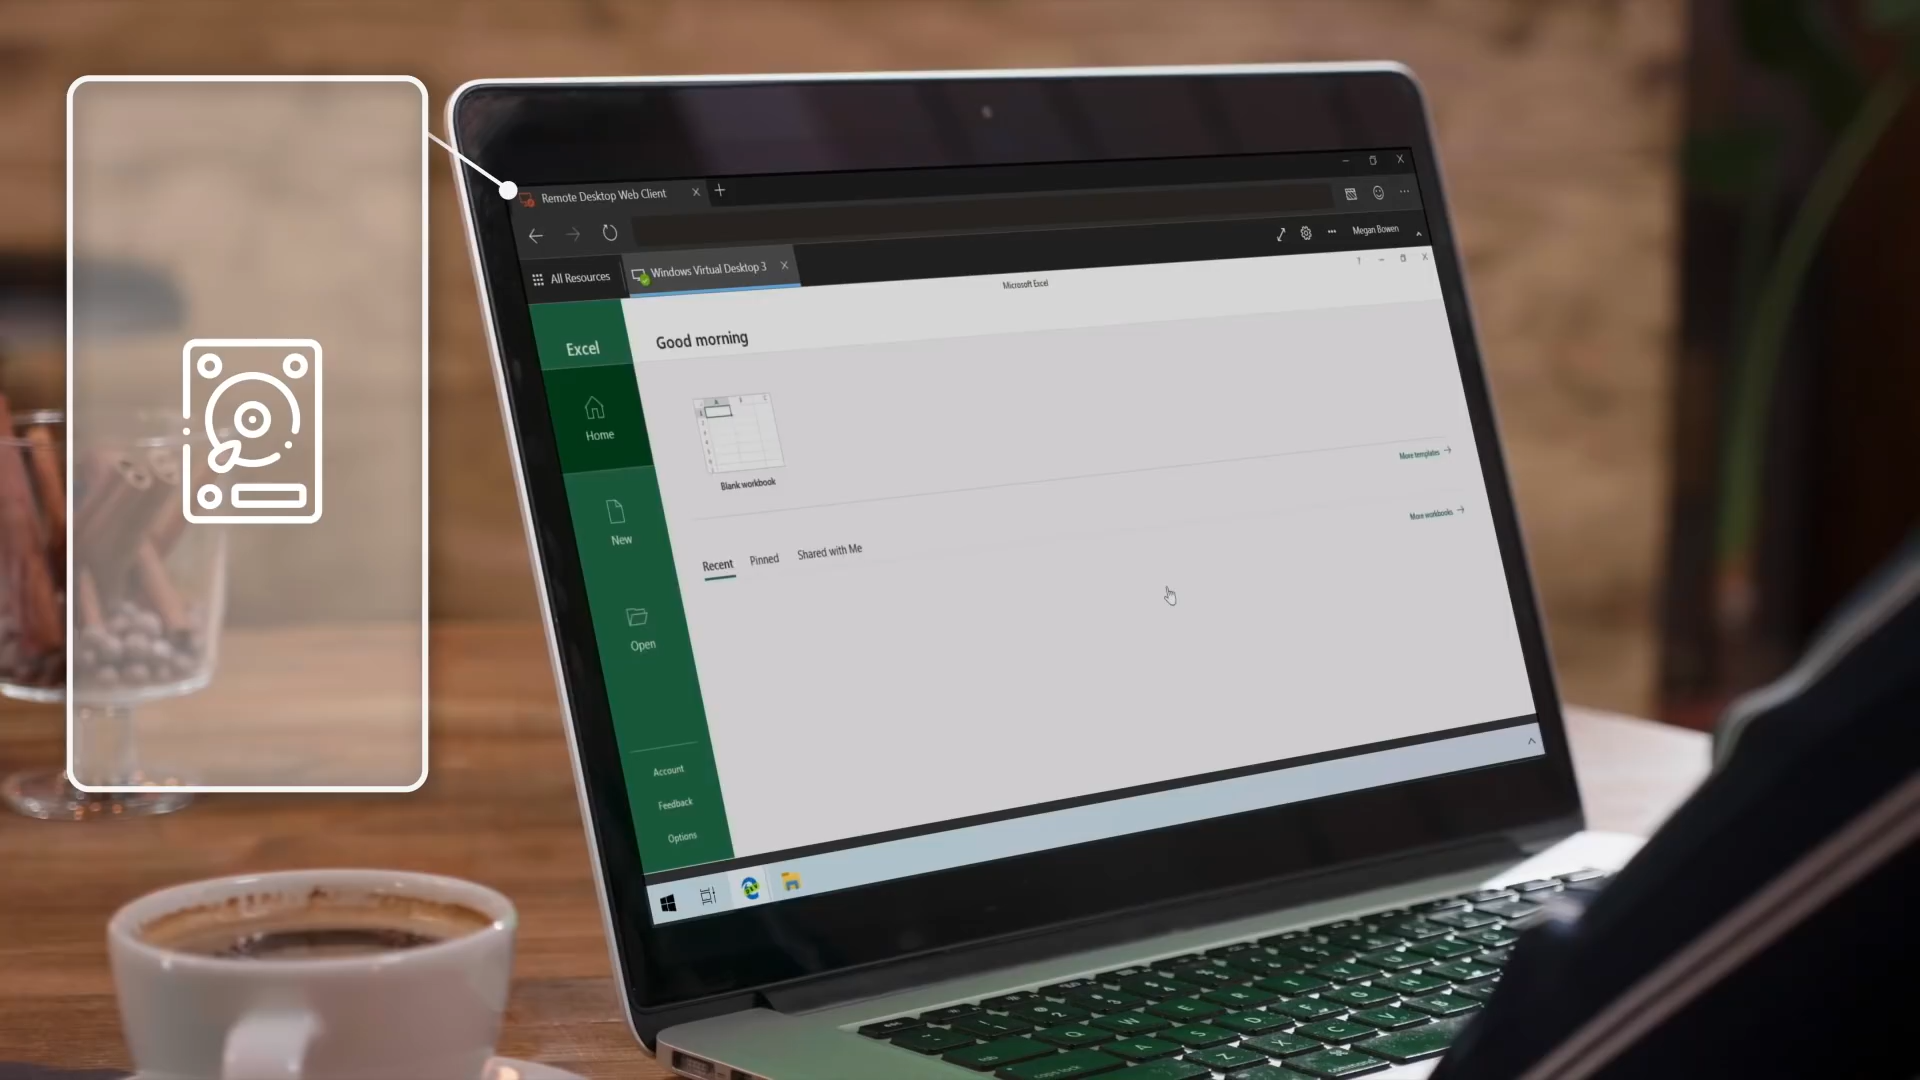 Remote Desktop Web Client
All Resources
Windows Virtual Desktop 3
Megan Bowen
Microsoft Excel
Excel
Good morning
Home
New
Open
Account
Feedback
Options
Blank workbook
More templates
More workbooks
Recent
Pinned
Shared with Me
Q W E R T Y U
A S D F G H
Z X C V B
command